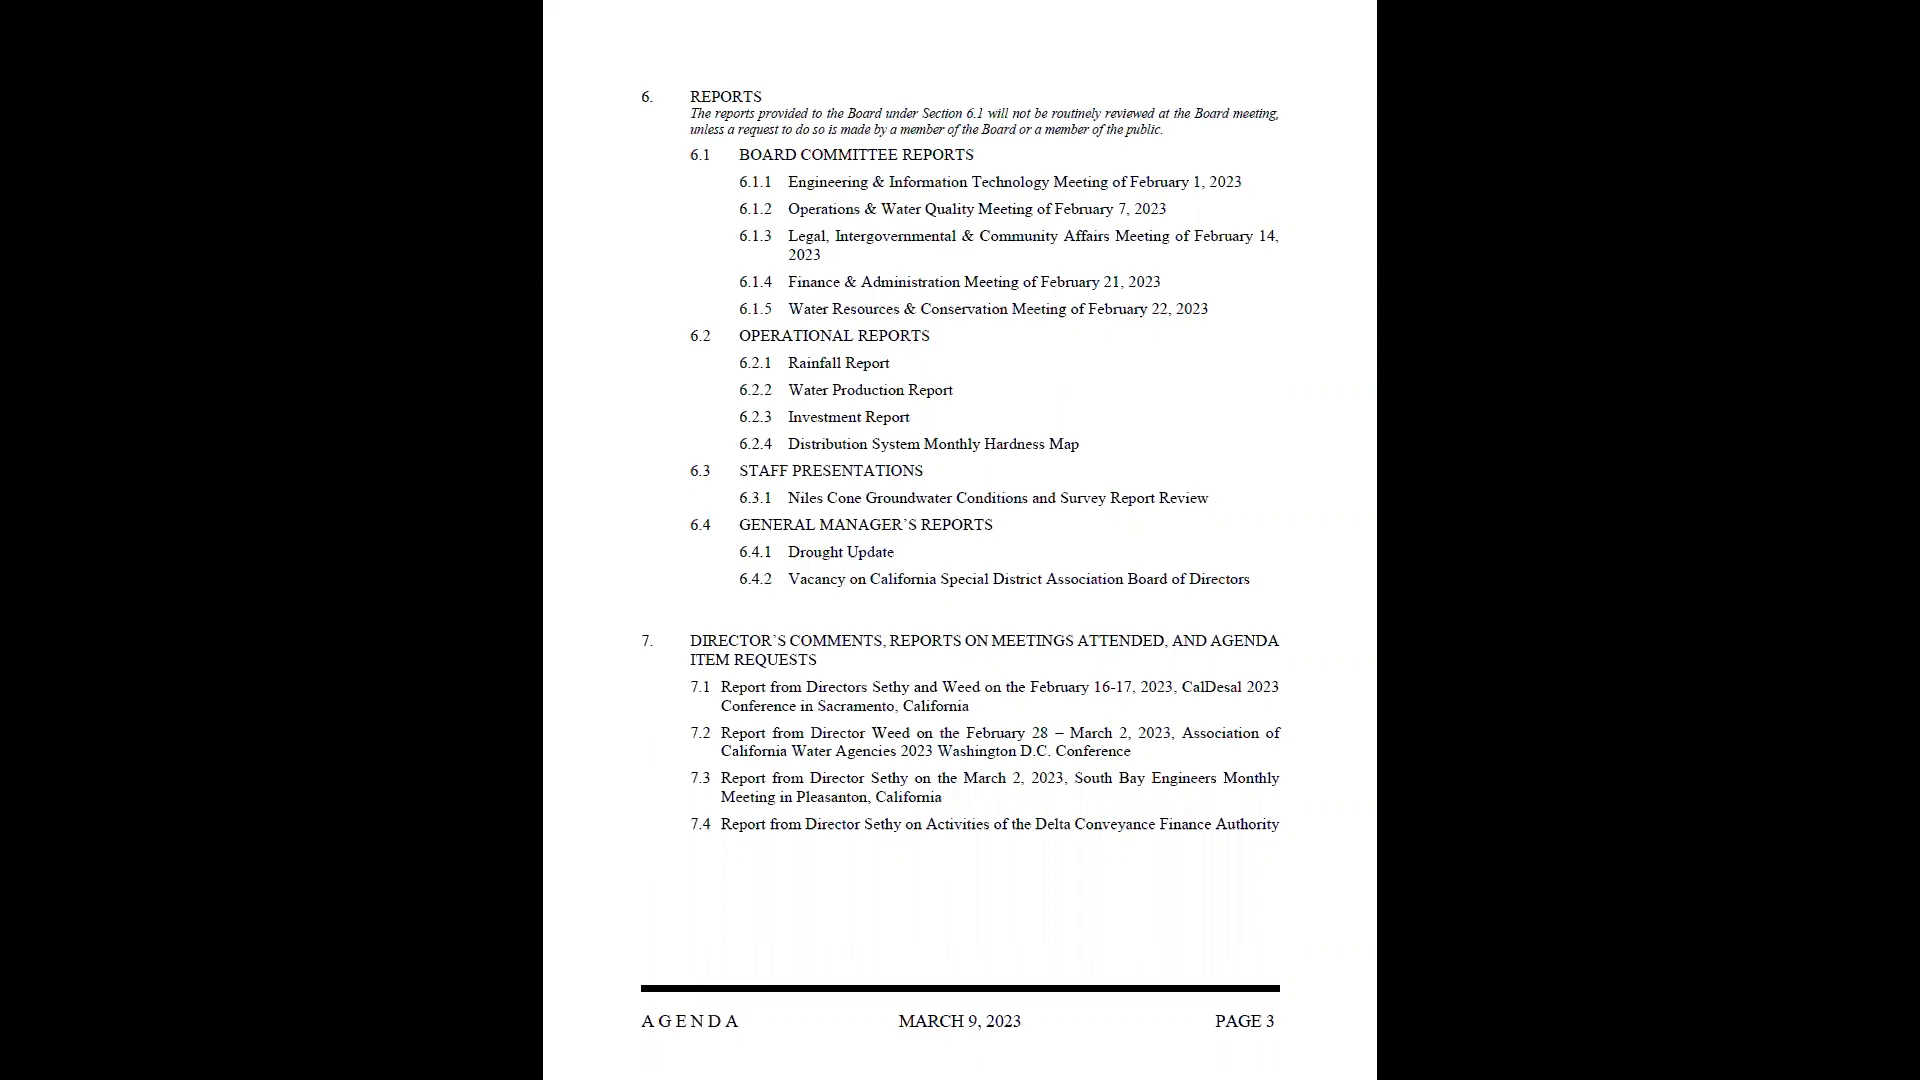 6. REPORTS
The reports provided to the Board under Section 6.1 will not be routinely reviewed at the Board meeting,
unless a request to do so is made by a member of the Board or a member of the public.
6.1 BOARD COMMITTEE REPORTS
6.1.1 Engineering & Information Technology Meeting of February 1, 2023
6.1.2 Operations & Water Quality Meeting of February 7, 2023
6.1.3 Legal, Intergovernmental & Community Affairs Meeting of February 14,
2023
6.1.4 Finance & Administration Meeting of February 21, 2023
6.1.5 Water Resources & Conservation Meeting of February 22, 2023
6.2 OPERATIONAL REPORTS
6.2.1 Rainfall Report
6.2.2 Water Production Report
6.2.3 Investment Report
6.2.4 Distribution System Monthly Hardness Map
6.3 STAFF PRESENTATIONS
6.3.1 Niles Cone Groundwater Conditions and Survey Report Review
6.4 GENERAL MANAGER’S REPORTS
6.4.1 Drought Update
6.4.2 Vacancy on California Special District Association Board of Directors
7. DIRECTOR’S COMMENTS, REPORTS ON MEETINGS ATTENDED, AND AGENDA
ITEM REQUESTS
7.1 Report from Directors Sethy and Weed on the February 16-17, 2023, CalDesal 2023
Conference in Sacramento, California
7.2 Report from Director Weed on the February 28 – March 2, 2023, Association of
California Water Agencies 2023 Washington D.C. Conference
7.3 Report from Director Sethy on the March 2, 2023, South Bay Engineers Monthly
Meeting in Pleasanton, California
7.4 Report from Director Sethy on Activities of the Delta Conveyance Finance Authority
AGENDA MARCH 9, 2023 PAGE 3